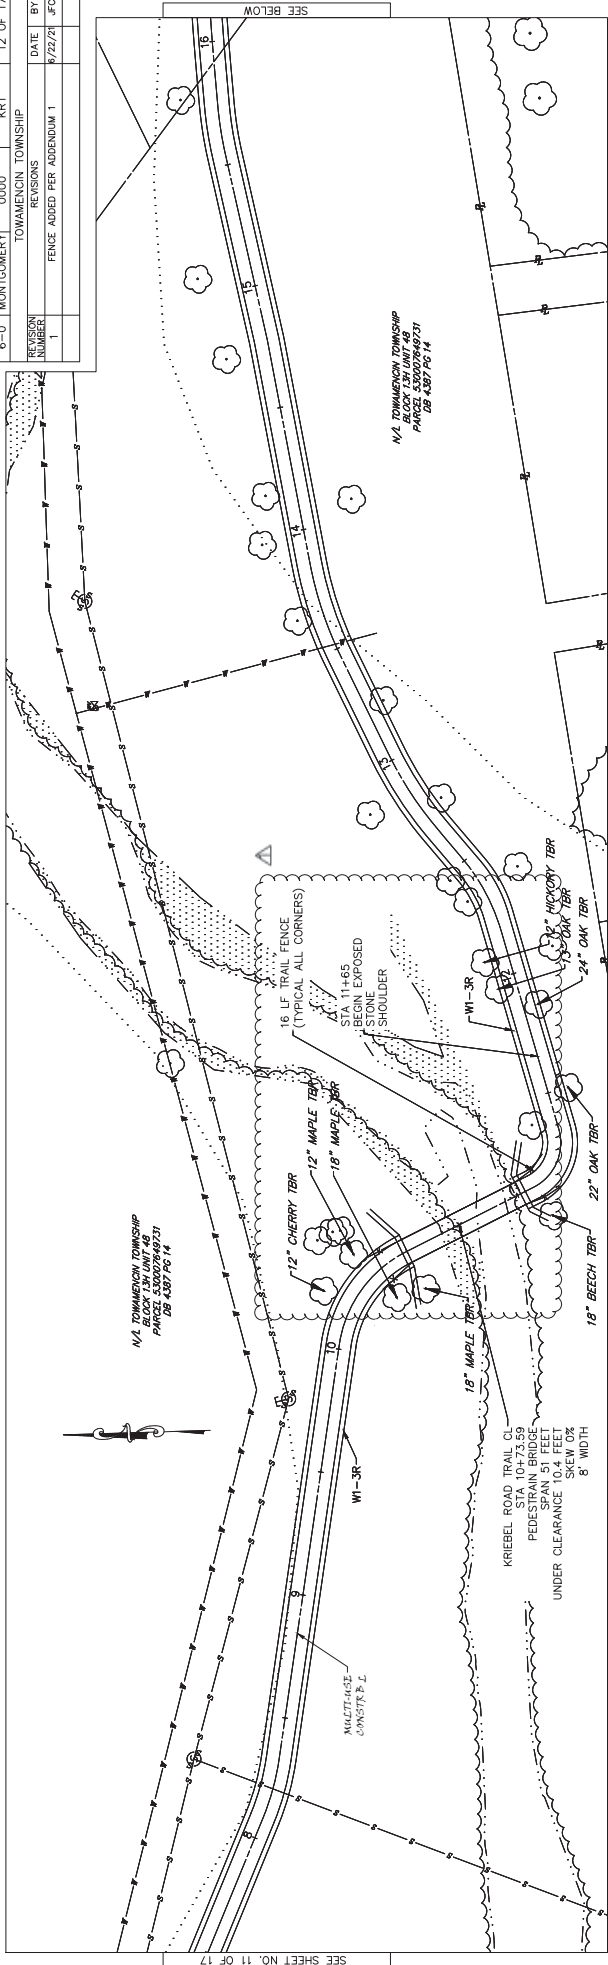 6-0 MONTGOMERY 0000 KRT 12 OF 17
TOWAMENCIN TOWNSHIP
REVISION NUMBER REVISIONS DATE BY
1 FENCE ADDED PER ADDENDUM 1 6/22/21 JFC
SEE BELOW
SEE SHEET NO. 11 OF 17
N/L TOWAMENCIN TOWNSHIP
BLOCK 13H UNIT 48
PARCEL 530007649731
DB 4387 PG 14
N/L TOWAMENCIN TOWNSHIP
BLOCK 13H UNIT 48
PARCEL 530007649731
DB 4387 PG 14
8
9
10
13
14
15
16
MULTI-USE
W1-3R
12" CHERRY TBR
12" MAPLE TBR
18" MAPLE TBR
16 LF TRAIL FENCE
(TYPICAL ALL CORNERS)
STA 11+65
BEGIN EXPOSED
STONE
SHOULDER
W1-3R
HICKORY TBR
13" OAK TBR
24" OAK TBR
22" OAK TBR
18" BEECH TBR
18" MAPLE TBR
KRIEBEL ROAD TRAIL CL
STA 10+73.59
PEDESTRAIN BRIDGE
SPAN 51 FEET
UNDER CLEARANCE 10.4 FEET
SKEW 0%
8' WIDTH